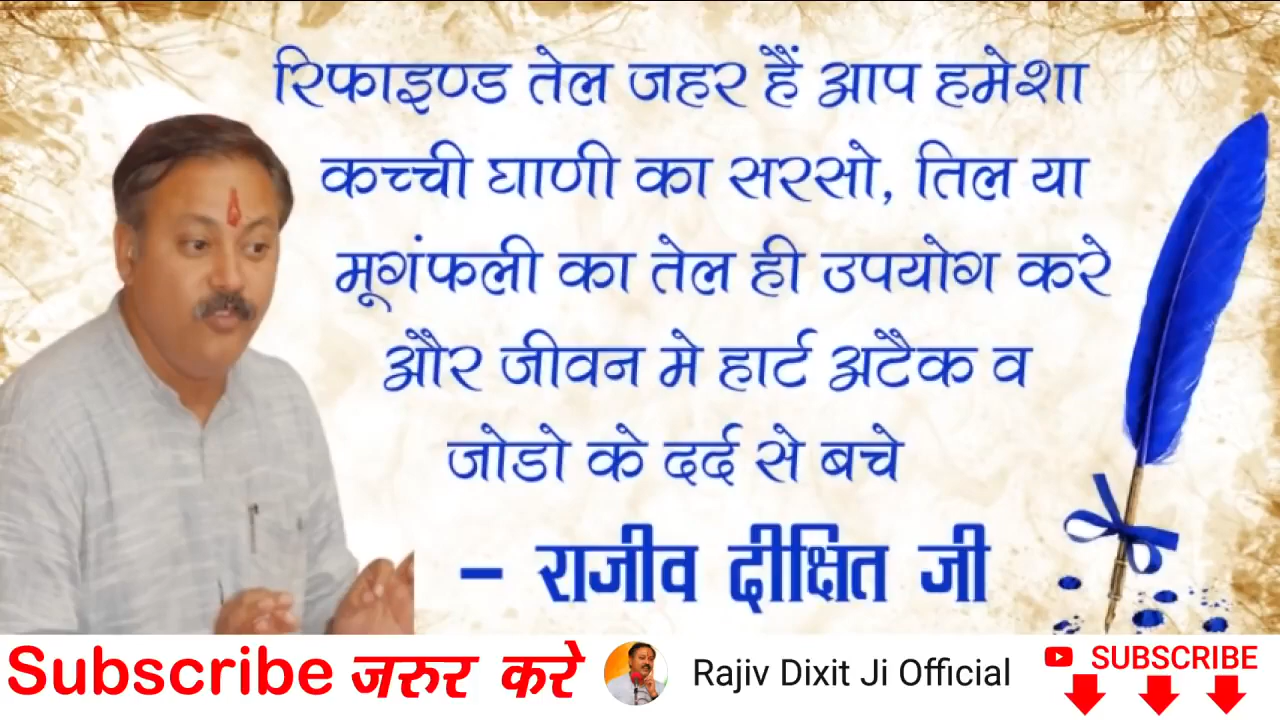 रिफाइण्ड तेल जहर हैं आप हमेशा
कच्ची घाणी का सरसो, तिल या
मूगंफली का तेल ही उपयोग करे
और जीवन मे हार्ट अटैक व
जोडो के दर्द से बचे
– राजीव दीक्षित जी
Subscribe जरुर करे
Rajiv Dixit Ji Official
SUBSCRIBE